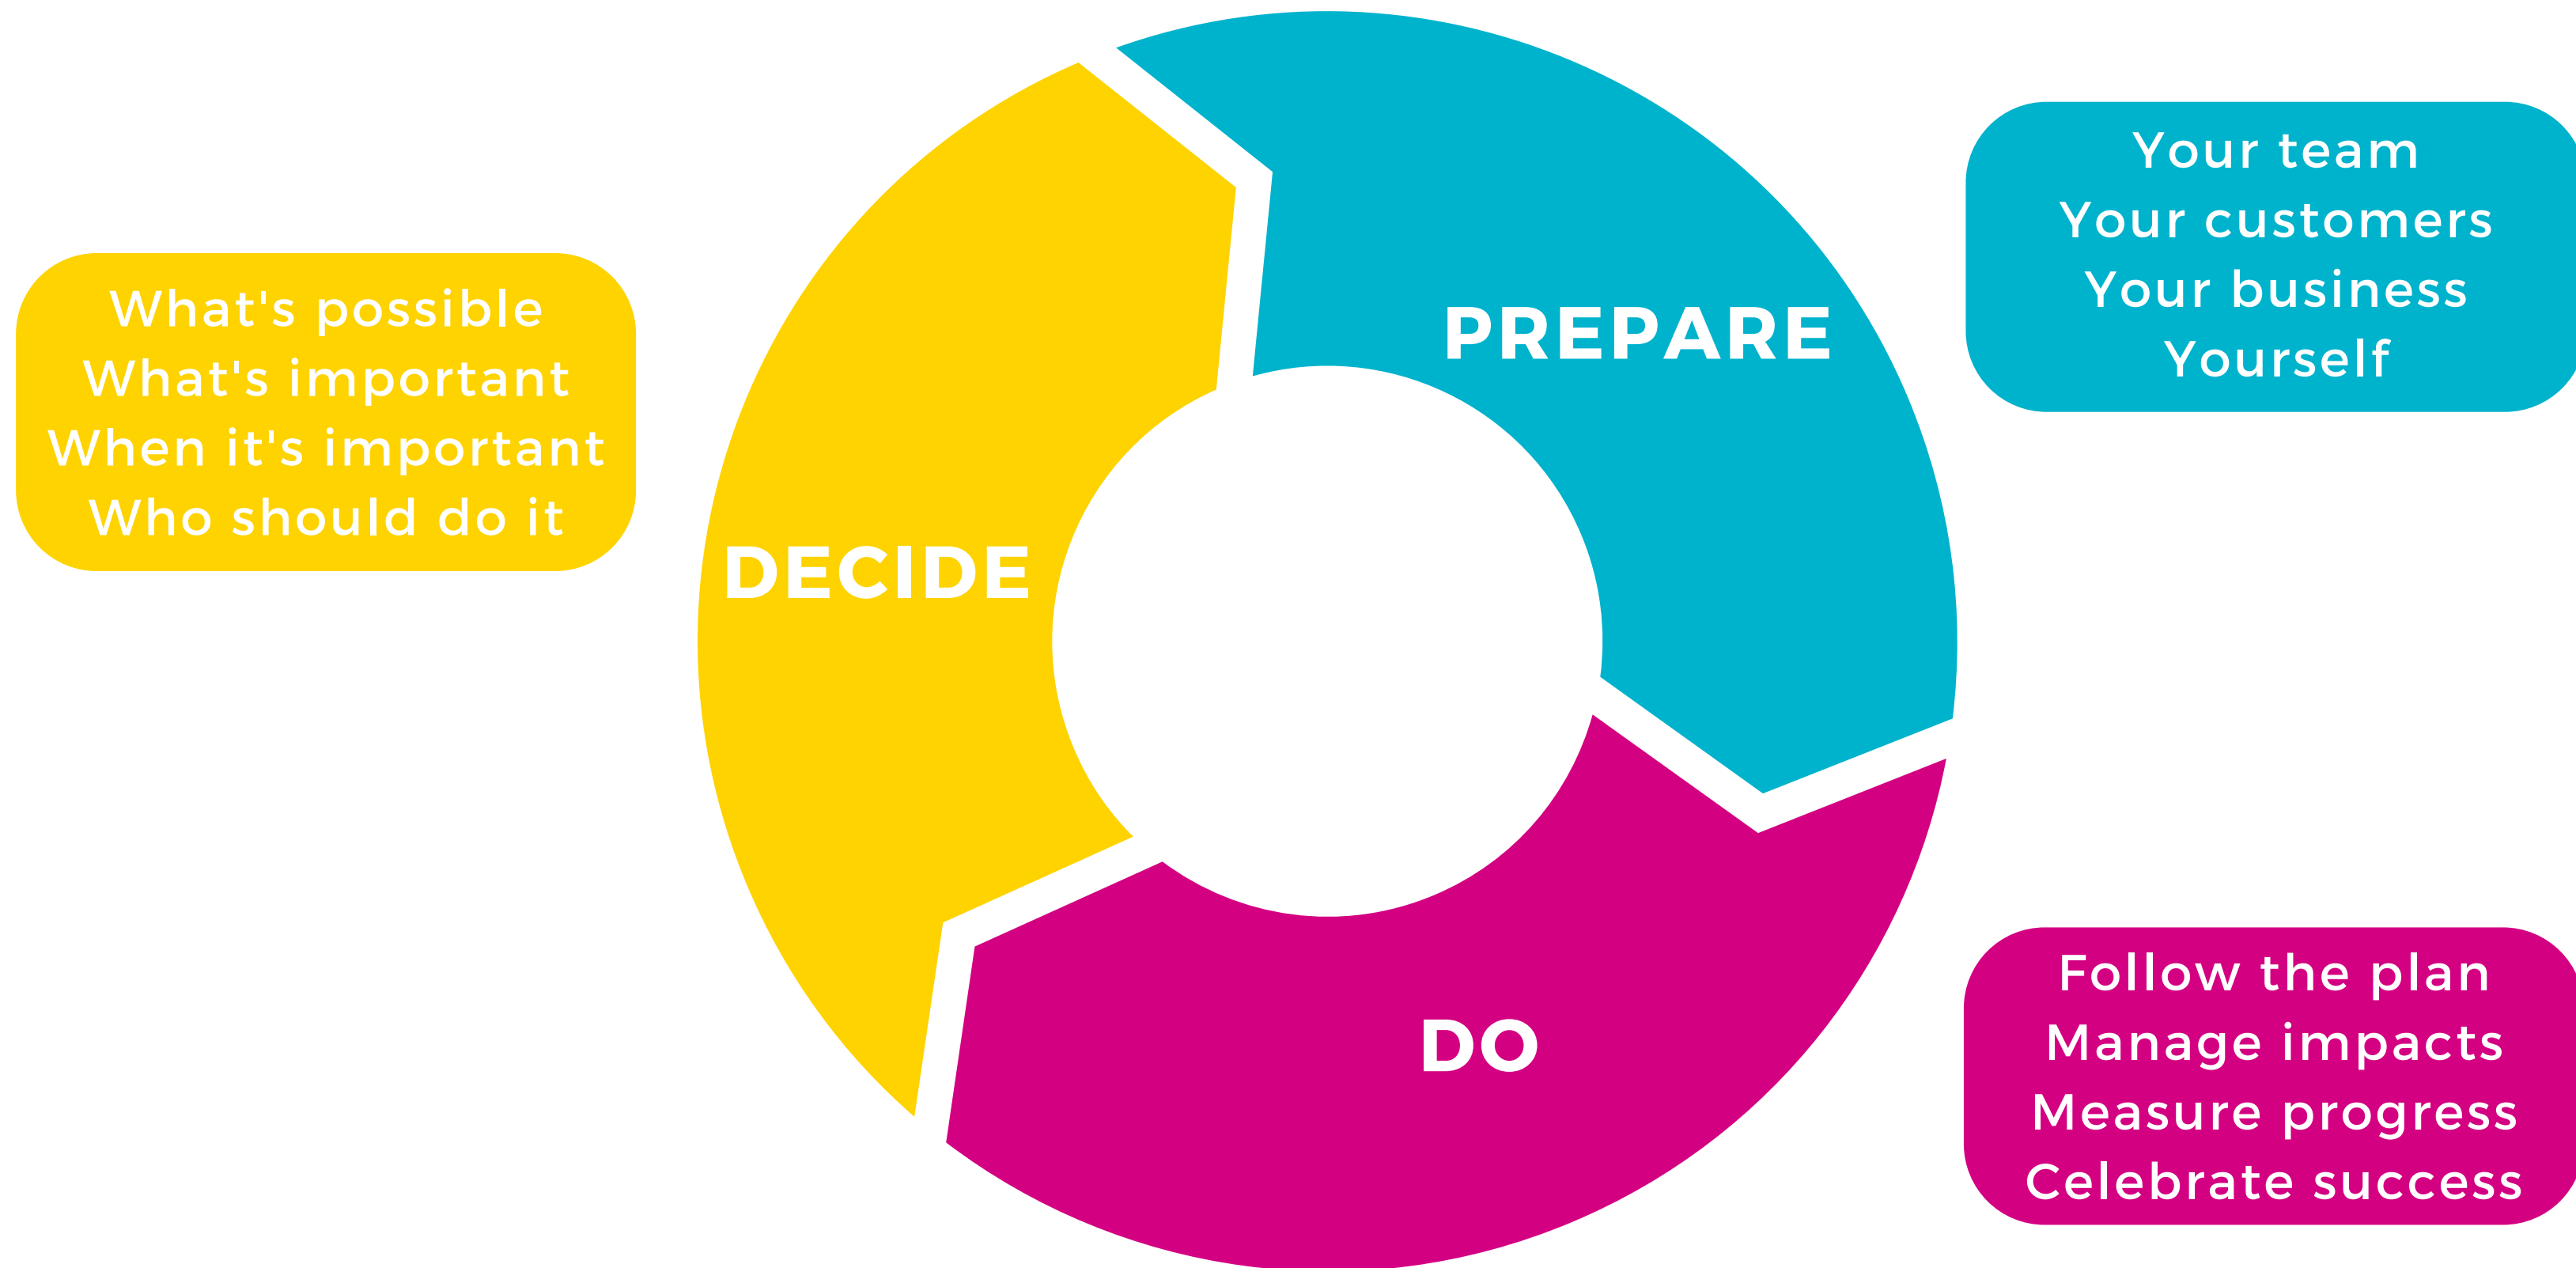 Your team
Your customers
Your business
Yourself
PREPARE
What's possible
What's important
When it's important
Who should do it
DECIDE
DO
Follow the plan
Manage impacts
Measure progress
Celebrate success